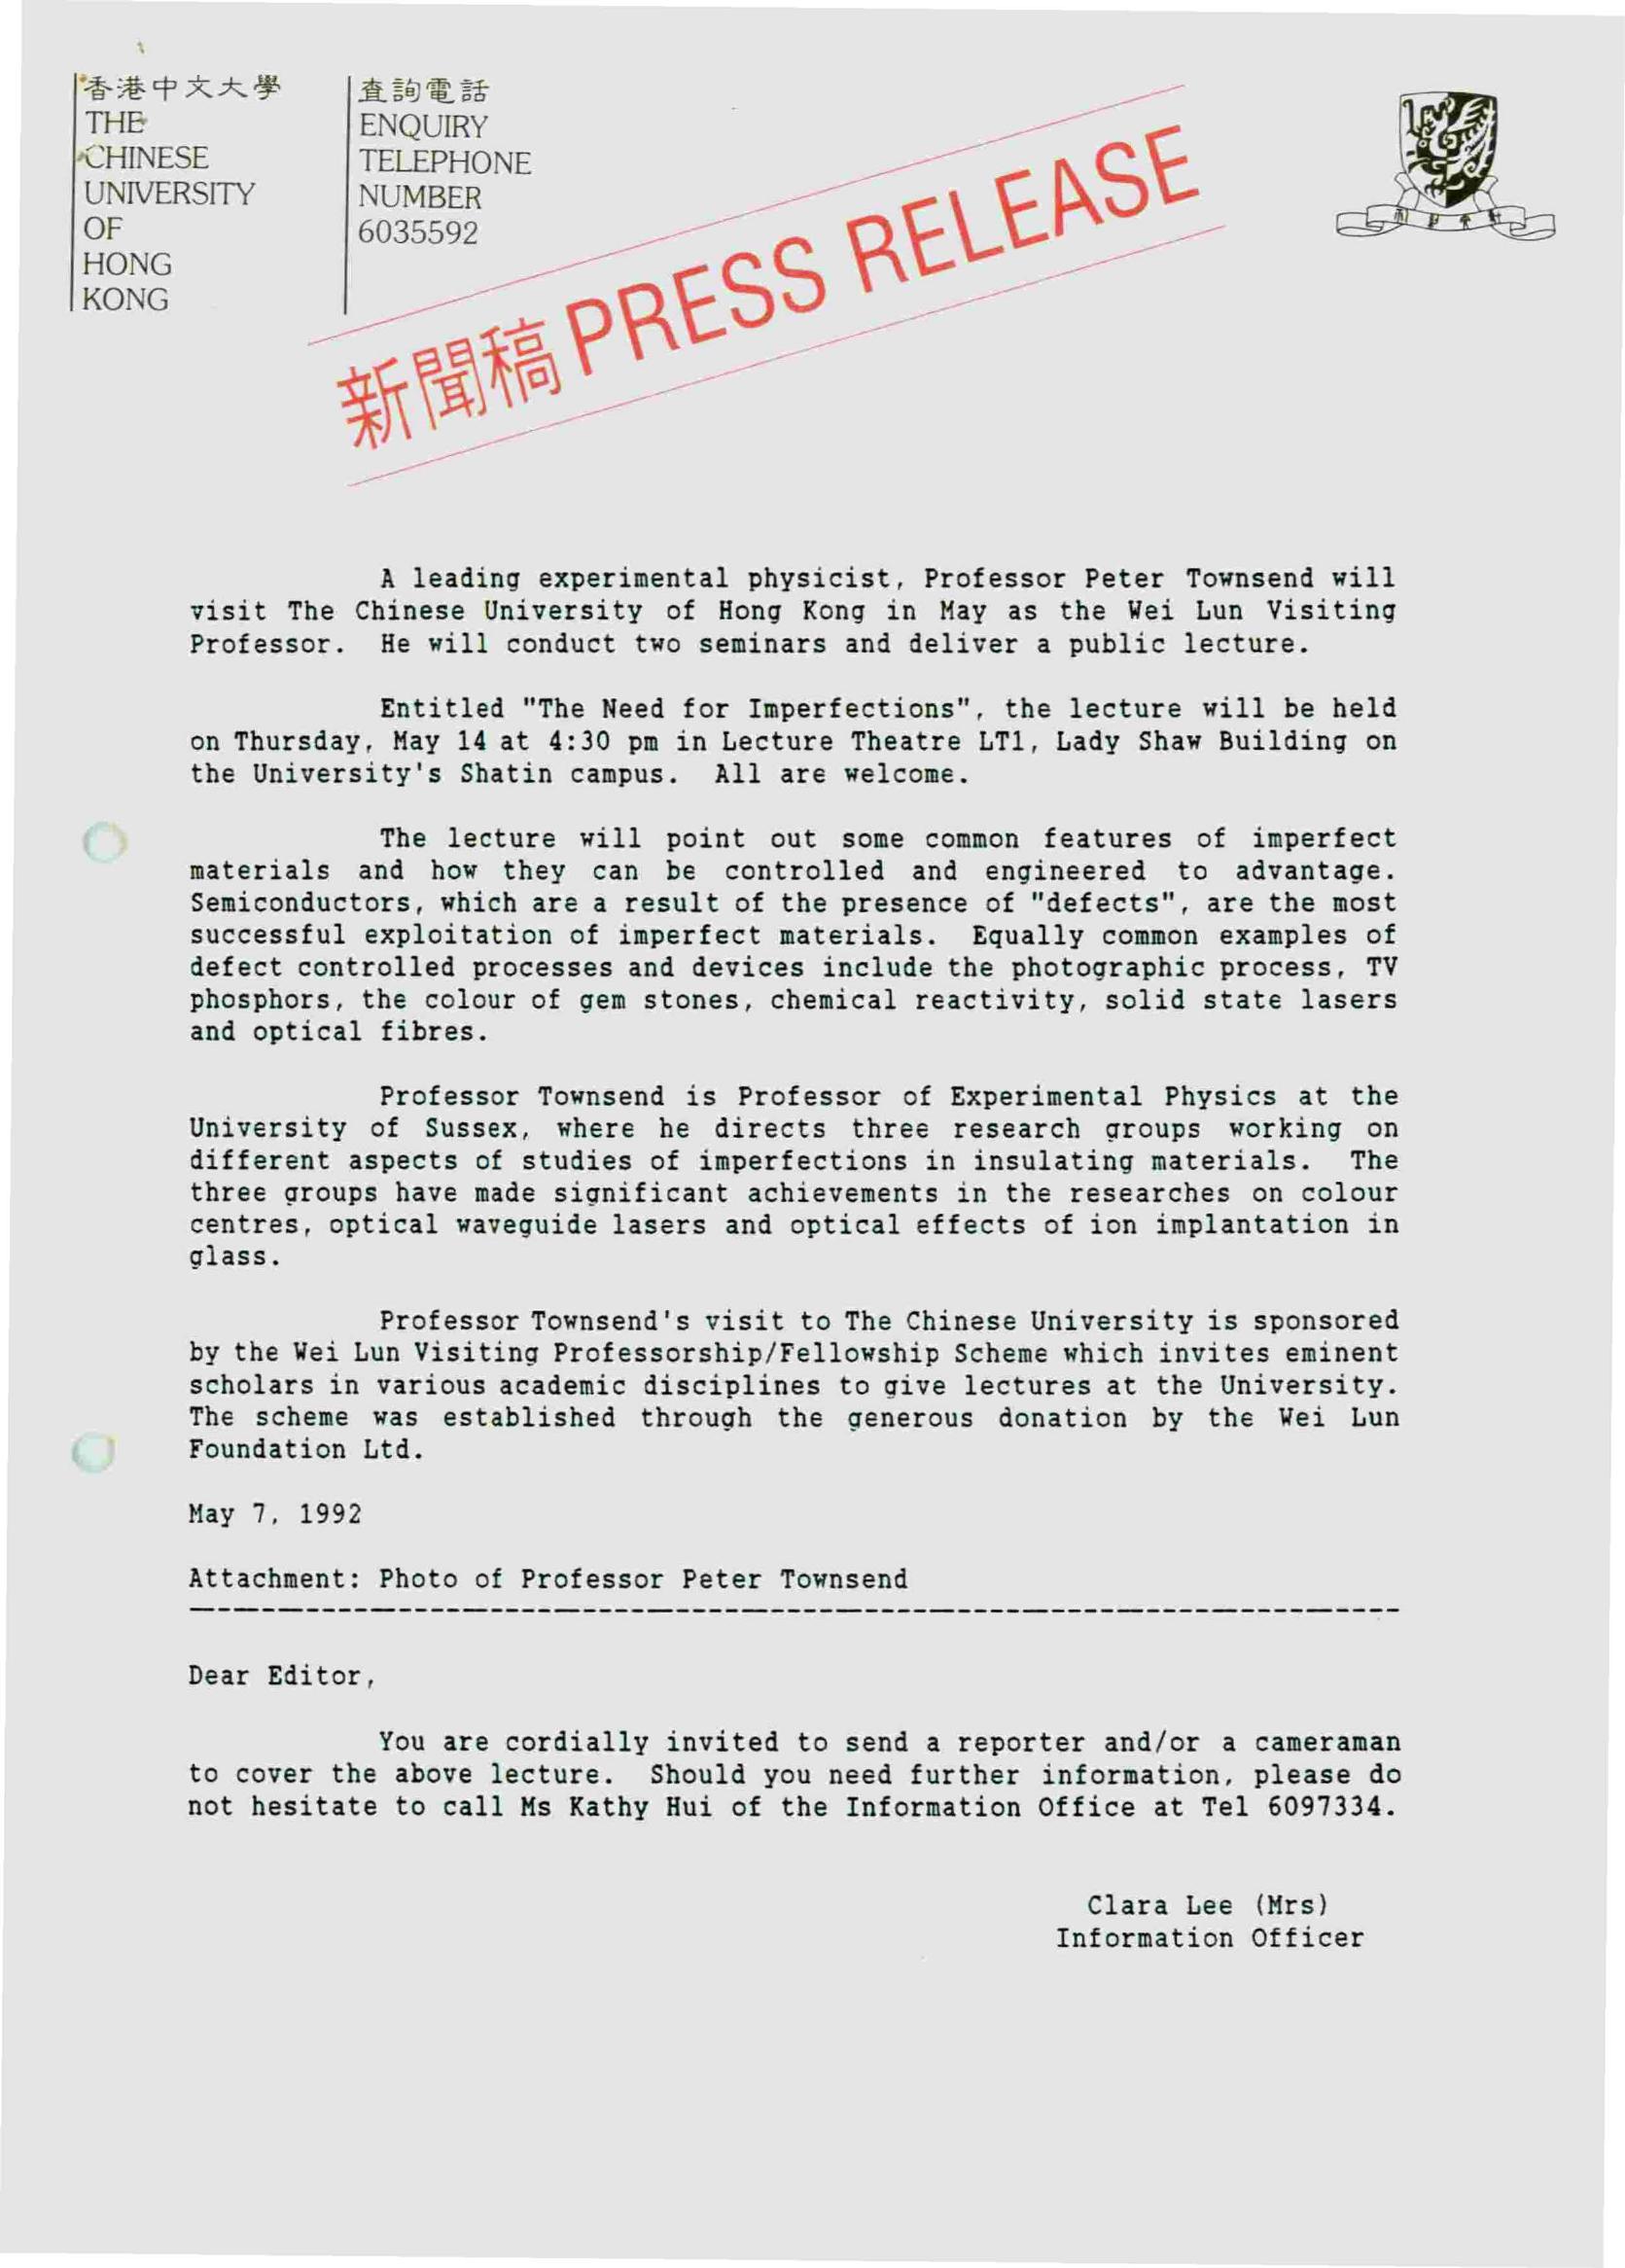 香港中文大學
THE
CHINESE
UNIVERSITY
OF
HONG
KONG
查詢電話
ENQUIRY
TELEPHONE
NUMBER
6035592
新聞稿 PRESS RELEASE
A leading experimental physicist, Professor Peter Townsend will
visit The Chinese University of Hong Kong in May as the Wei Lun Visiting
Professor. He will conduct two seminars and deliver a public lecture.
Entitled "The Need for Imperfections", the lecture will be held
on Thursday, May 14 at 4:30 pm in Lecture Theatre LT1, Lady Shaw Building on
the University's Shatin campus. All are welcome.
The lecture will point out some common features of imperfect
materials and how they can be controlled and engineered to advantage.
Semiconductors, which are a result of the presence of "defects", are the most
successful exploitation of imperfect materials. Equally common examples of
defect controlled processes and devices include the photographic process, TV
phosphors, the colour of gem stones, chemical reactivity, solid state lasers
and optical fibres.
Professor Townsend is Professor of Experimental Physics at the
University of Sussex, where he directs three research groups working on
different aspects of studies of imperfections in insulating materials. The
three groups have made significant achievements in the researches on colour
centres, optical waveguide lasers and optical effects of ion implantation in
glass.
Professor Townsend's visit to The Chinese University is sponsored
by the Wei Lun Visiting Professorship/Fellowship Scheme which invites eminent
scholars in various academic disciplines to give lectures at the University.
The scheme was established through the generous donation by the Wei Lun
Foundation Ltd.
May 7, 1992
Attachment: Photo of Professor Peter Townsend
Dear Editor,
You are cordially invited to send a reporter and/or a cameraman
to cover the above lecture. Should you need further information, please do
not hesitate to call Ms Kathy Hui of the Information Office at Tel 6097334.
Clara Lee (Mrs)
Information Officer